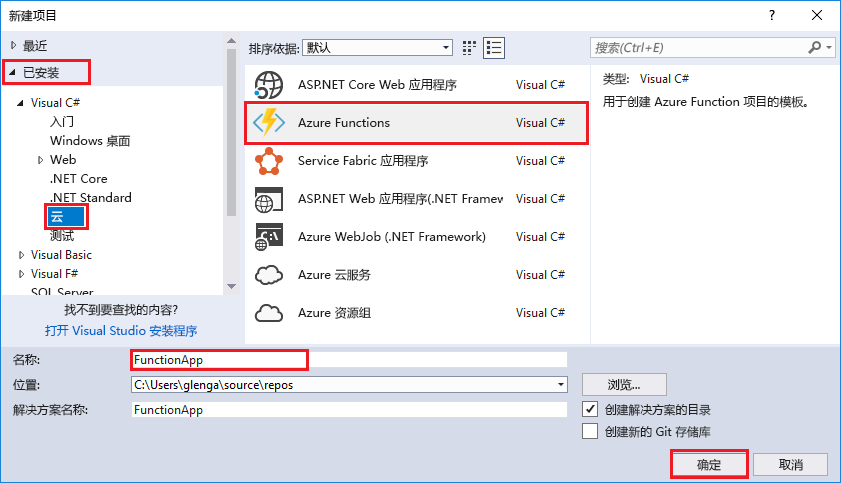 新建项目
最近
已安装
Visual C#
入门
Windows 桌面
Web
.NET Core
.NET Standard
云
测试
Visual Basic
Visual F#
SQL Server
找不到要查找的内容?
打开 Visual Studio 安装程序
排序依据: 默认
ASP.NET Core Web 应用程序 Visual C#
Azure Functions Visual C#
Service Fabric 应用程序 Visual C#
ASP.NET Web 应用程序(.NET Framew Visual C#
Azure WebJob (.NET Framework) Visual C#
Azure 云服务 Visual C#
Azure 资源组 Visual C#
搜索(Ctrl+E)
类型: Visual C#
用于创建 Azure Function 项目的模板。
名称: FunctionApp
位置: C:\Users\glenga\source\repos
浏览...
解决方案名称: FunctionApp
创建解决方案的目录
创建新的 Git 存储库
确定
取消